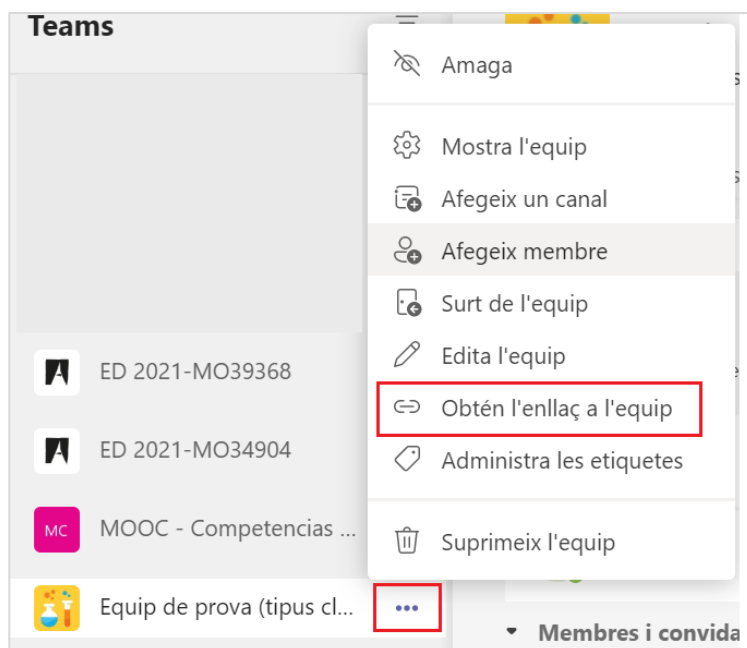 Teams
Amaga
Mostra l'equip
Afegeix un canal
Afegeix membre
Surt de l'equip
Edita l'equip
Obtén l'enllaç a l'equip
Administra les etiquetes
Suprimeix l'equip
ED 2021-MO39368
ED 2021-MO34904
MC MOOC - Competencias ...
Equip de prova (tipus cl... ...
Membres i convida